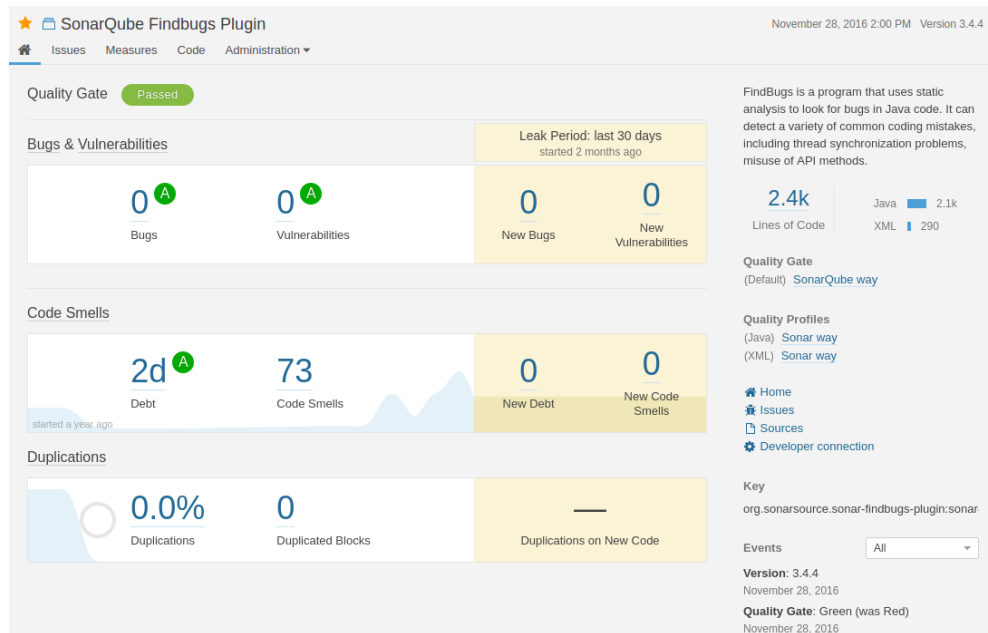 SonarQube Findbugs Plugin
November 28, 2016 2:00 PM Version 3.4.4
Issues Measures Code Administration
Quality Gate Passed
Leak Period: last 30 days
started 2 months ago
Bugs & Vulnerabilities
0 A
Bugs
0 A
Vulnerabilities
0
New Bugs
0
New
Vulnerabilities
Code Smells
2d A
Debt
73
Code Smells
started a year ago
0
New Debt
0
New Code
Smells
Duplications
0.0%
Duplications
0
Duplicated Blocks
—
Duplications on New Code
FindBugs is a program that uses static
analysis to look for bugs in Java code. It can
detect a variety of common coding mistakes,
including thread synchronization problems,
misuse of API methods.
2.4k
Lines of Code
Java 2.1k
XML 290
Quality Gate
(Default) SonarQube way
Quality Profiles
(Java) Sonar way
(XML) Sonar way
Home
Issues
Sources
Developer connection
Key
org.sonarsource.sonar-findbugs-plugin:sonar-
Events All
Version: 3.4.4
November 28, 2016
Quality Gate: Green (was Red)
November 28, 2016